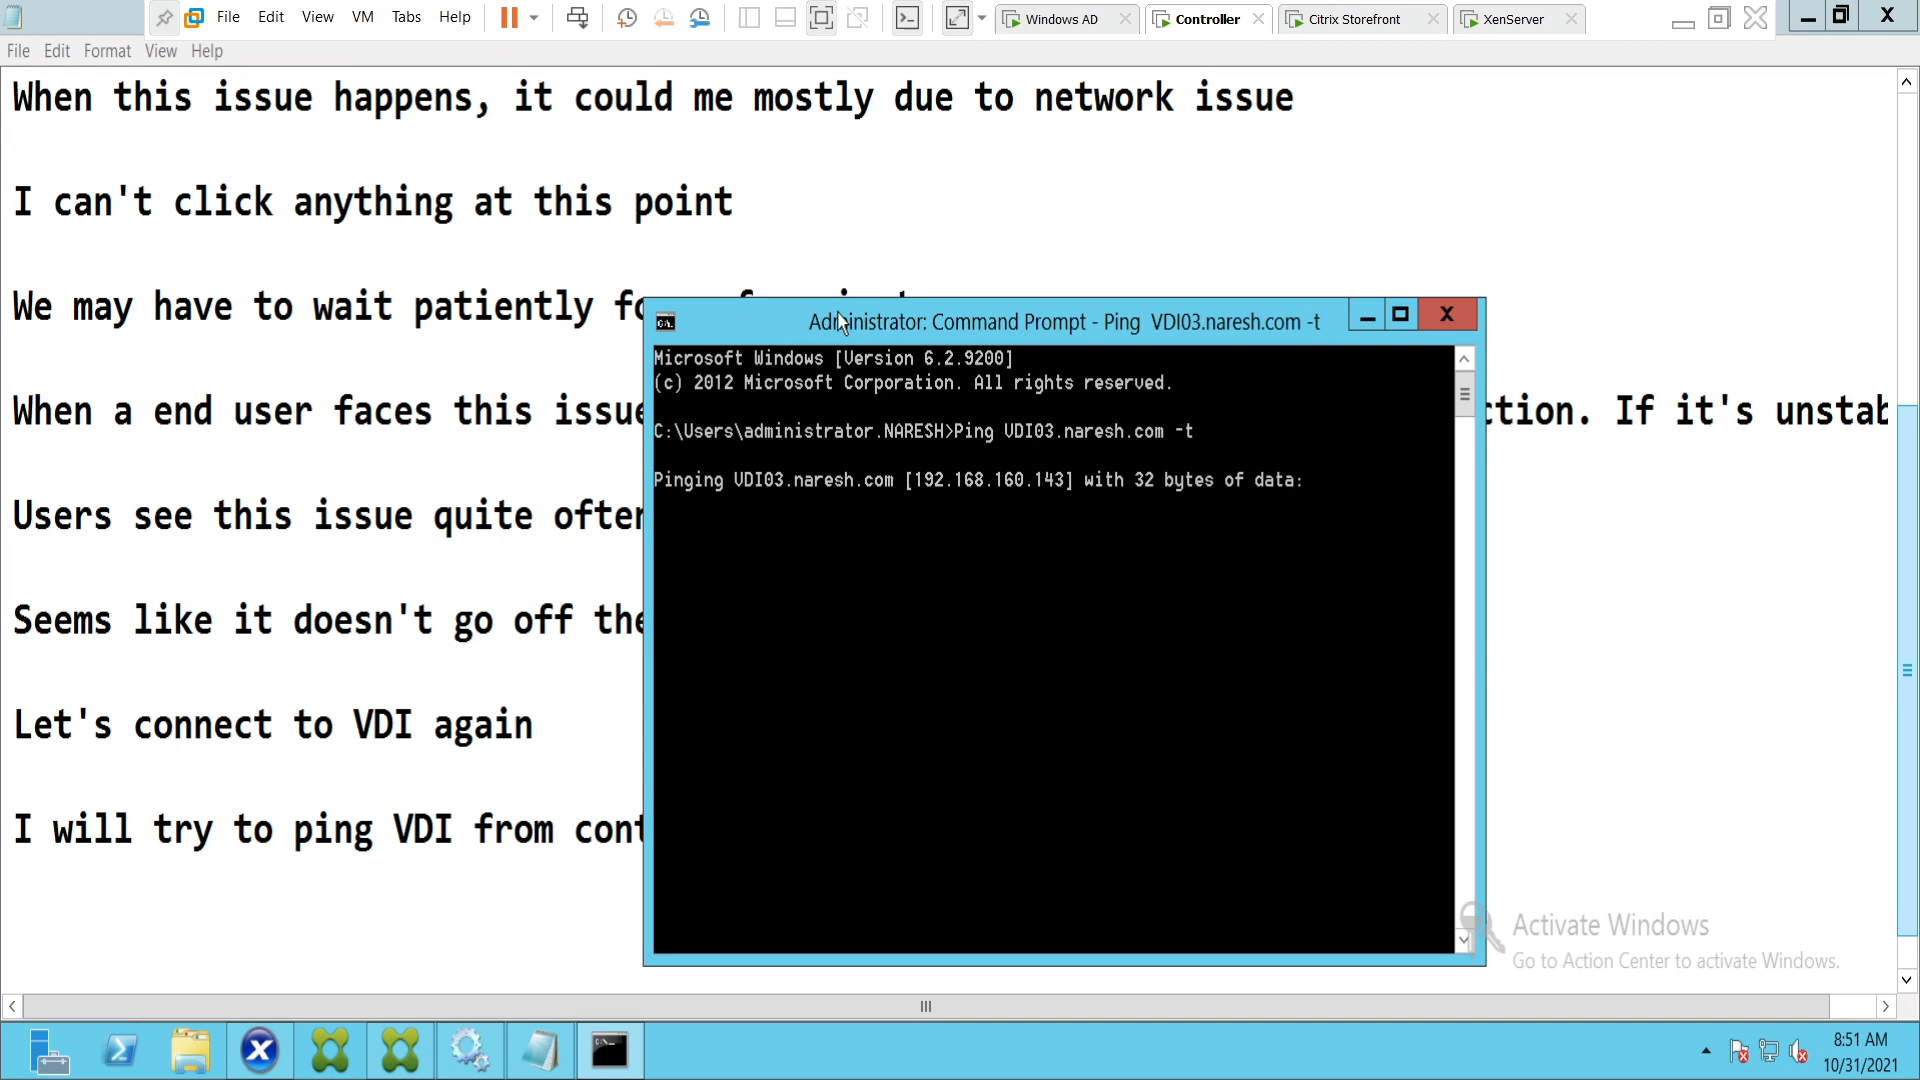 File Edit View VM Tabs Help Windows AD Controller Citrix Storefront XenServer
File Edit Format View Help
When this issue happens, it could me mostly due to network issue
I can't click anything at this point
We may have to wait patiently
When a end user faces this issue ction. If it's unstab
Users see this issue quite often
Seems like it doesn't go off the
Let's connect to VDI again
I will try to ping VDI from cont
Administrator: Command Prompt - Ping VDI03.naresh.com -t
Microsoft Windows [Version 6.2.9200]
(c) 2012 Microsoft Corporation. All rights reserved.
C:\Users\administrator.NARESH>Ping VDI03.naresh.com -t
Pinging VDI03.naresh.com [192.168.160.143] with 32 bytes of data:
Activate Windows
Go to Action Center to activate Windows.
8:51 AM
10/31/2021